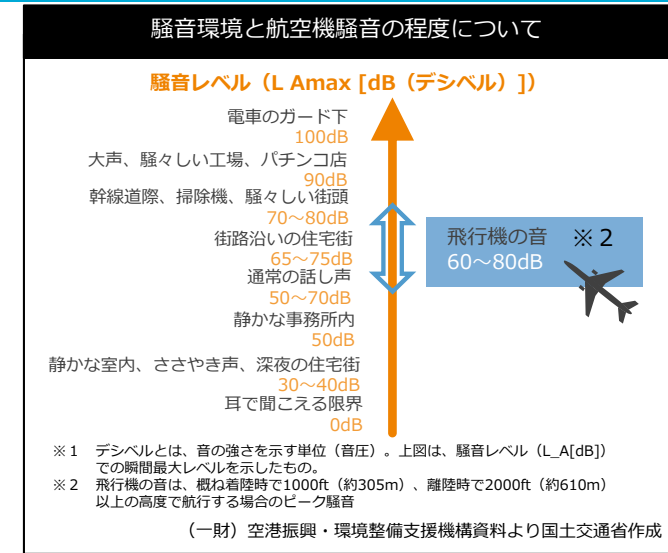 騒音環境と航空機騒音の程度について
騒音レベル（L Amax [dB（デシベル）]）
電車のガード下
100dB
大声、騒々しい工場、パチンコ店
90dB
幹線道際、掃除機、騒々しい街頭
70～80dB
街路沿いの住宅街
65～75dB
通常の話し声
50～70dB
静かな事務所内
50dB
静かな室内、ささやき声、深夜の住宅街
30～40dB
耳で聞こえる限界
0dB
飛行機の音 ※２
60～80dB
※１ デシベルとは、音の強さを示す単位（音圧）。上図は、騒音レベル（L_A[dB]）
での瞬間最大レベルを示したもの。
※２ 飛行機の音は、概ね着陸時で1000ft（約305m）、離陸時で2000ft（約610m）
以上の高度で航行する場合のピーク騒音
（一財）空港振興・環境整備支援機構資料より国土交通省作成